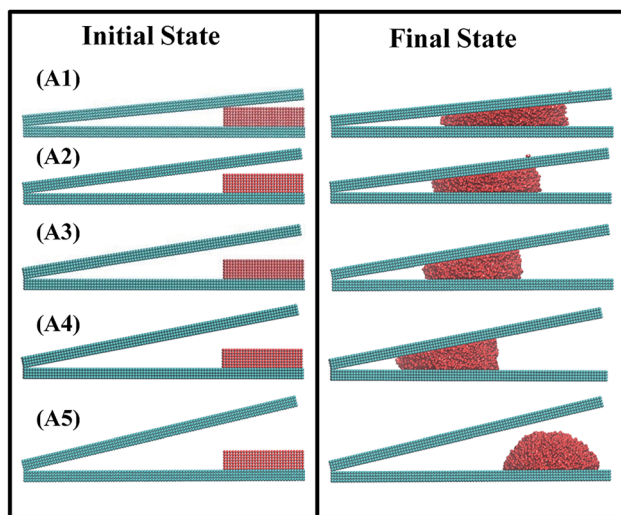 Initial State
Final State
(A1)
(A2)
(A3)
(A4)
(A5)